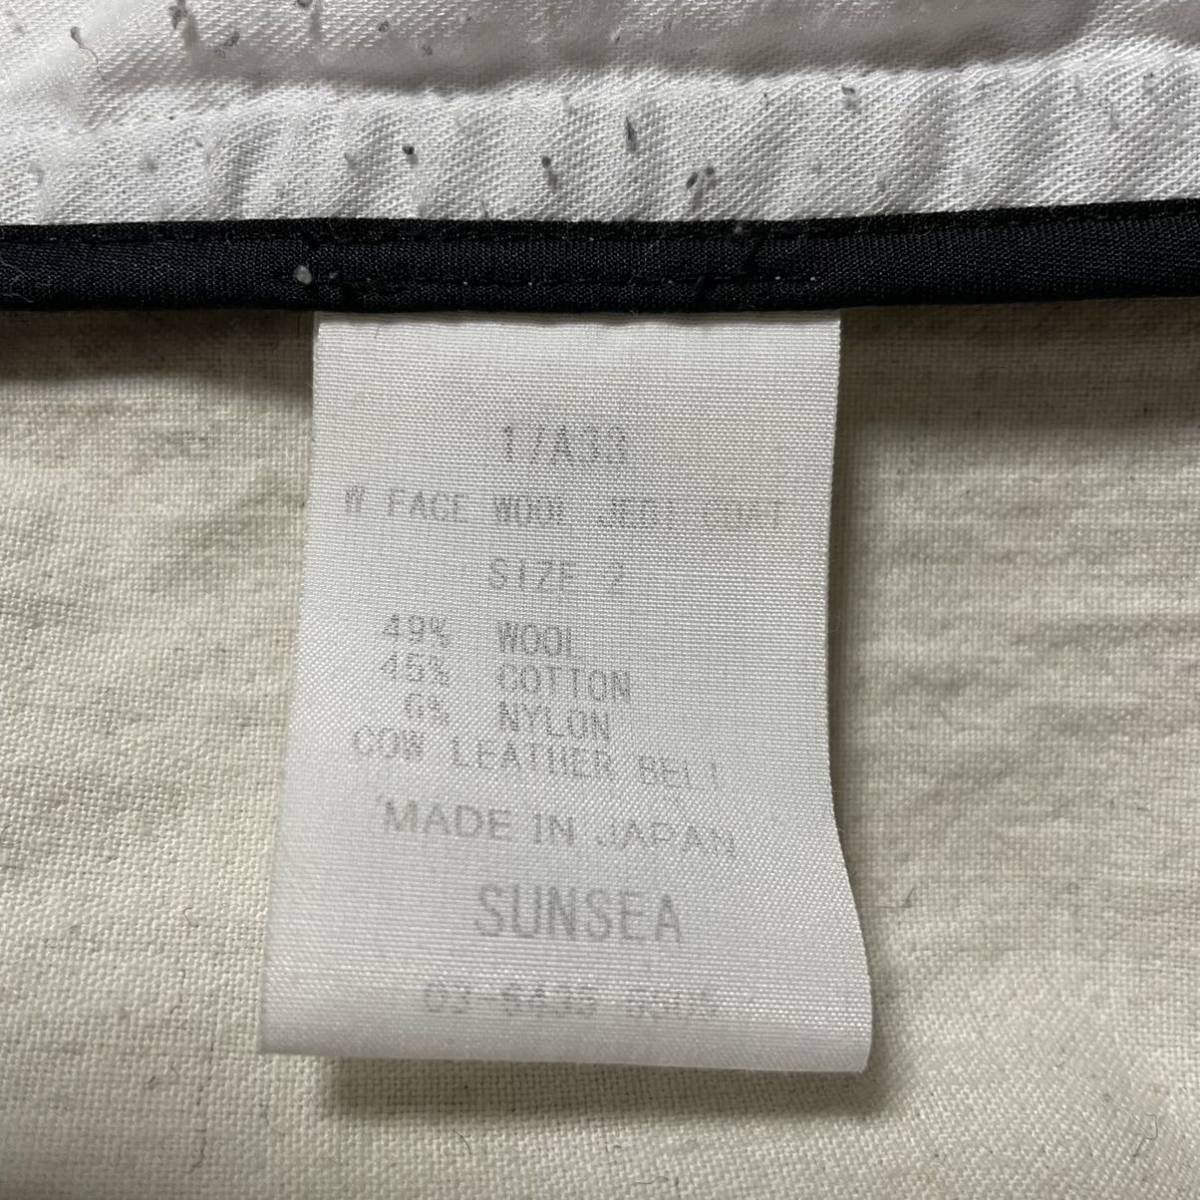 17A33
W FACE WOOL JEDI COAT
SIZE 2
49% WOOL
45% COTTON
6% NYLON
COW LEATHER BELT
MADE IN JAPAN
SUNSEA